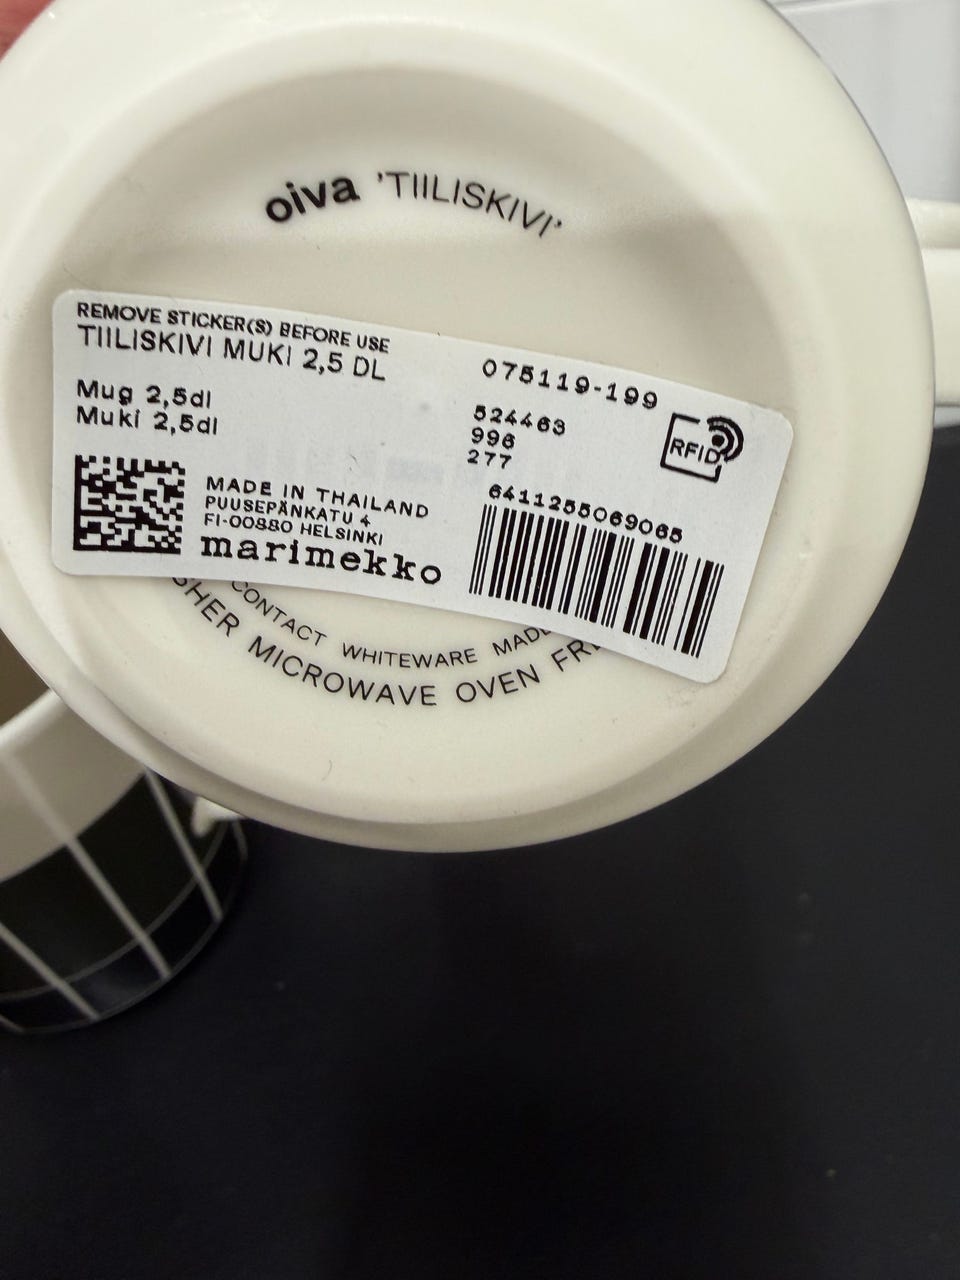 oiva 'TIILISKIVI'
REMOVE STICKER(S) BEFORE USE
TIILISKIVI MUKI 2,5 DL
Mug 2,5dl
Muki 2,5dl
MADE IN THAILAND
PUUSEPÄNKATU 4
FI-00880 HELSINKI
marimekko
075119-199
524463
996
277
RFID
6411255069065
CONTACT WHITEWARE MADE
SHER MICROWAVE OVEN FR